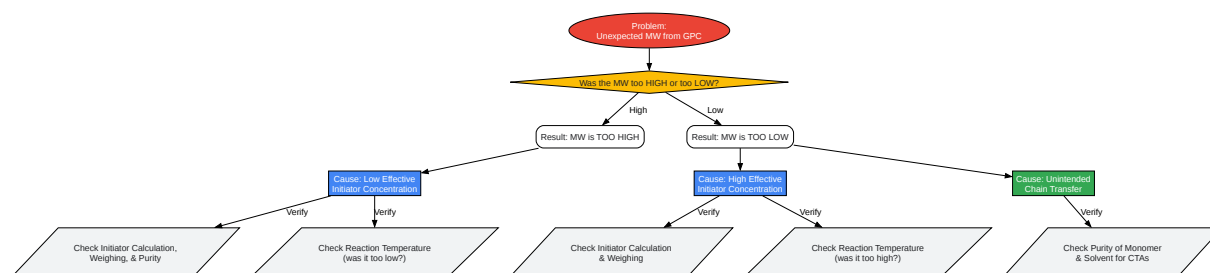 Problem:
Unexpected MW from GPC
Was the MW too HIGH or too LOW?
High
Low
Result: MW is TOO HIGH
Result: MW is TOO LOW
Cause: Low Effective
Initiator Concentration
Cause: High Effective
Initiator Concentration
Cause: Unintended
Chain Transfer
Verify
Verify
Verify
Verify
Verify
Check Initiator Calculation,
Weighing, & Purity
Check Reaction Temperature
(was it too low?)
Check Initiator Calculation
& Weighing
Check Reaction Temperature
(was it too high?)
Check Purity of Monomer
& Solvent for CTAs